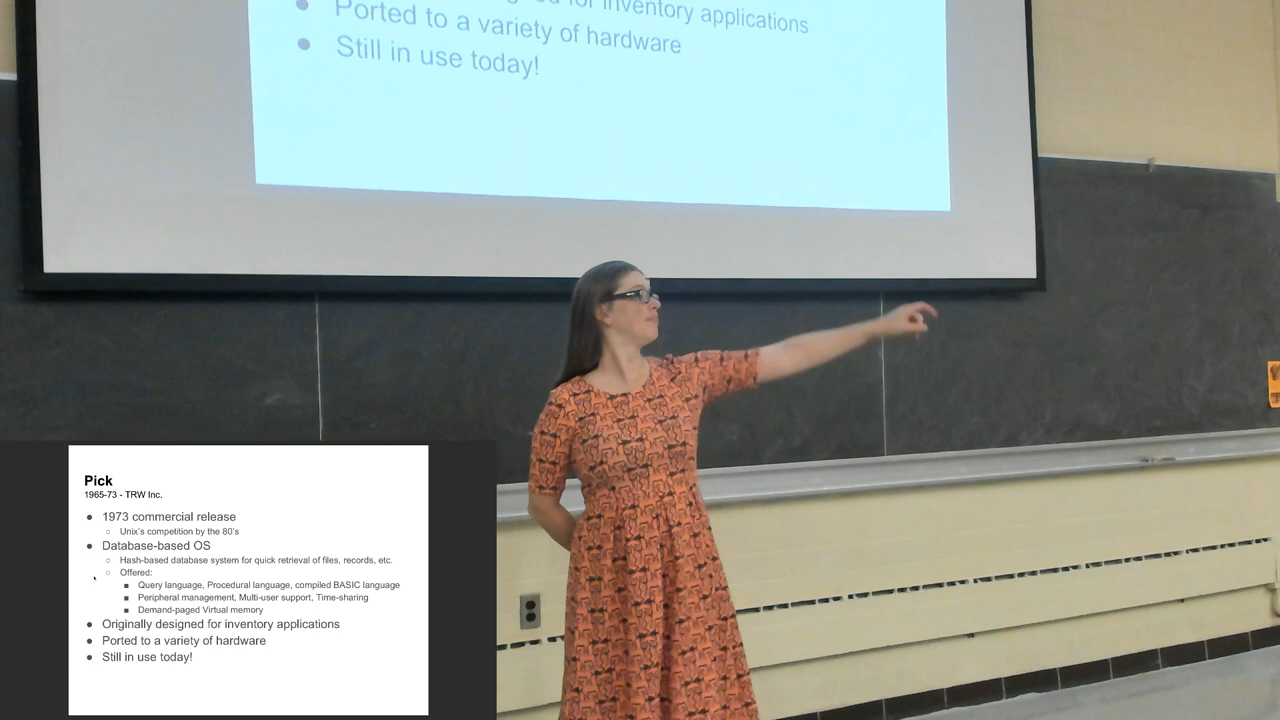 for inventory applications
Ported to a variety of hardware
Still in use today!
Pick
1965-73 - TRW Inc.
● 1973 commercial release
○ Unix's competition by the 80's
● Database-based OS
○ Hash-based database system for quick retrieval of files, records, etc.
○ Offered:
■ Query language, Procedural language, compiled BASIC language
■ Peripheral management, Multi-user support, Time-sharing
■ Demand-paged Virtual memory
● Originally designed for inventory applications
● Ported to a variety of hardware
● Still in use today!